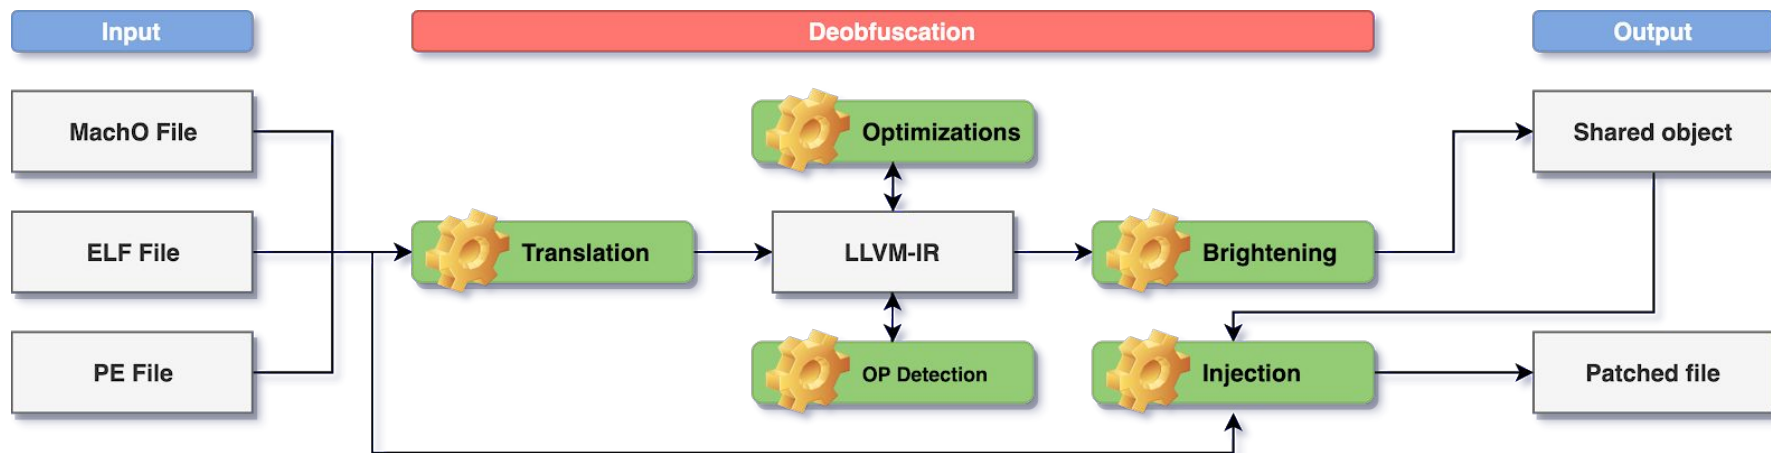 Input
Deobfuscation
Output
MachO File
Optimizations
Shared object
ELF File
Translation
LLVM-IR
Brightening
PE File
OP Detection
Injection
Patched file